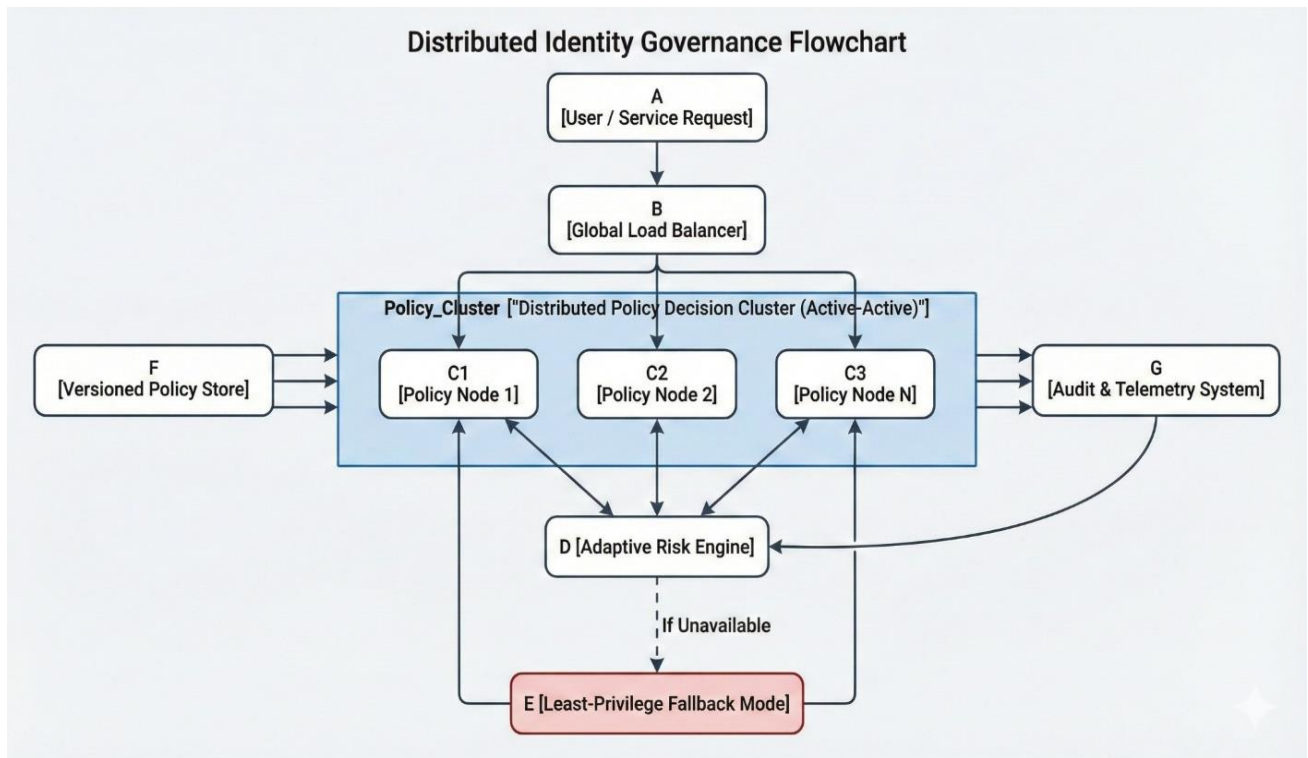 Distributed Identity Governance Flowchart
A
[User / Service Request]
B
[Global Load Balancer]
Policy_Cluster ["Distributed Policy Decision Cluster (Active-Active)"]
F
[Versioned Policy Store]
C1
[Policy Node 1]
C2
[Policy Node 2]
C3
[Policy Node N]
G
[Audit & Telemetry System]
D [Adaptive Risk Engine]
If Unavailable
E [Least-Privilege Fallback Mode]